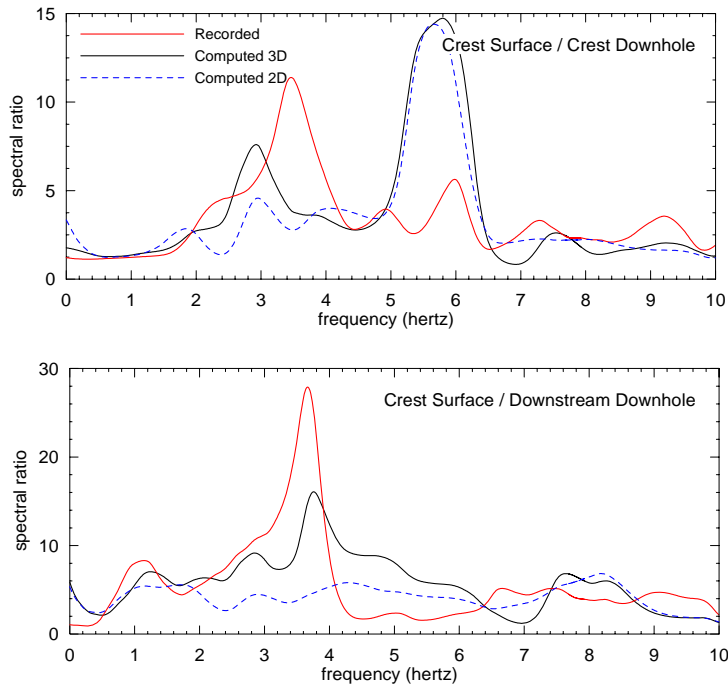 15
10
5
0
spectral ratio
Recorded
Computed 3D
Computed 2D
Crest Surface / Crest Downhole
0 1 2 3 4 5 6 7 8 9 10
frequency (hertz)
30
20
10
0
spectral ratio
Crest Surface / Downstream Downhole
0 1 2 3 4 5 6 7 8 9 10
frequency (hertz)